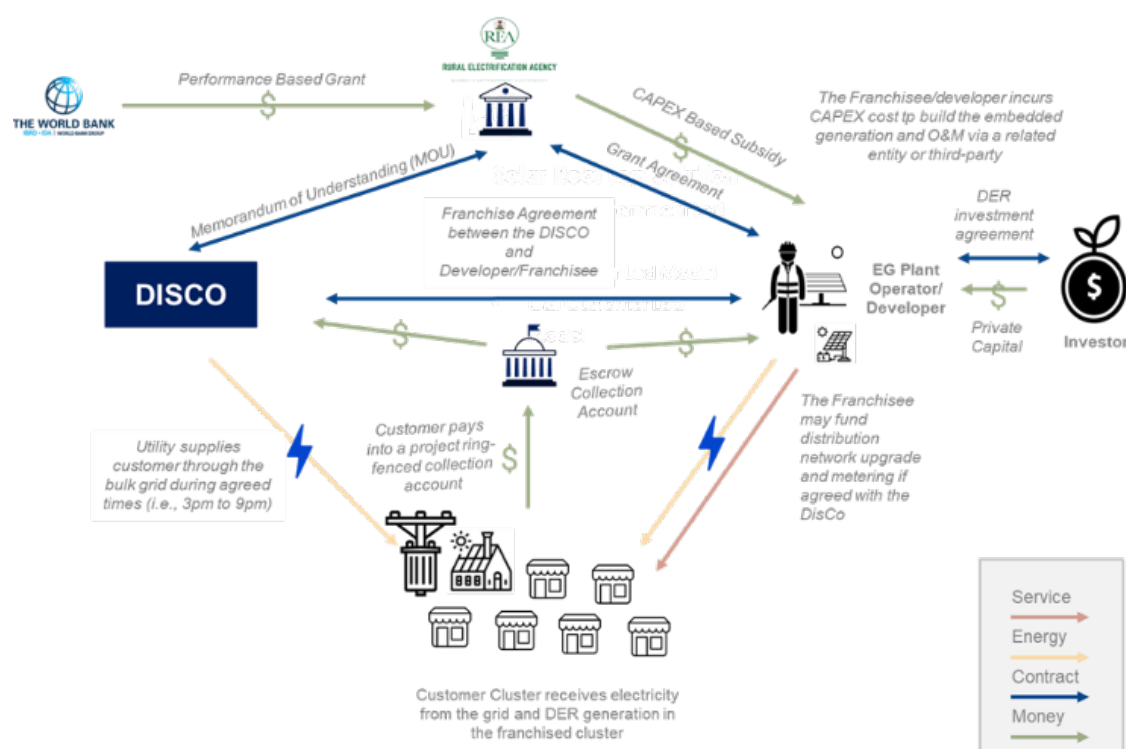 REA
RURAL ELECTRIFICATION AGENCY
Performance Based Grant
$
THE WORLD BANK
IBRD • IDA | WORLD BANK GROUP
CAPEX Based Subsidy
$
The Franchisee/developer incurs
CAPEX cost tp build the embedded
generation and O&M via a related
entity or third-party
Memorandum of Understanding (MOU)
Grant Agreement
Franchise Agreement
between the DISCO
and
Developer/Franchisee
DER
investment
agreement
DISCO
EG Plant
Operator/
Developer
$
$
Private
Capital
Investor
$
$
Escrow
Collection
Account
The Franchisee
may fund
distribution
network upgrade
and metering if
agreed with the
DisCo
Utility supplies
customer through the
bulk grid during agreed
times (i.e., 3pm to 9pm)
Customer pays
into a project ring-
fenced collection
account
$
Customer Cluster receives electricity
from the grid and DER generation in
the franchised cluster
Service
Energy
Contract
Money